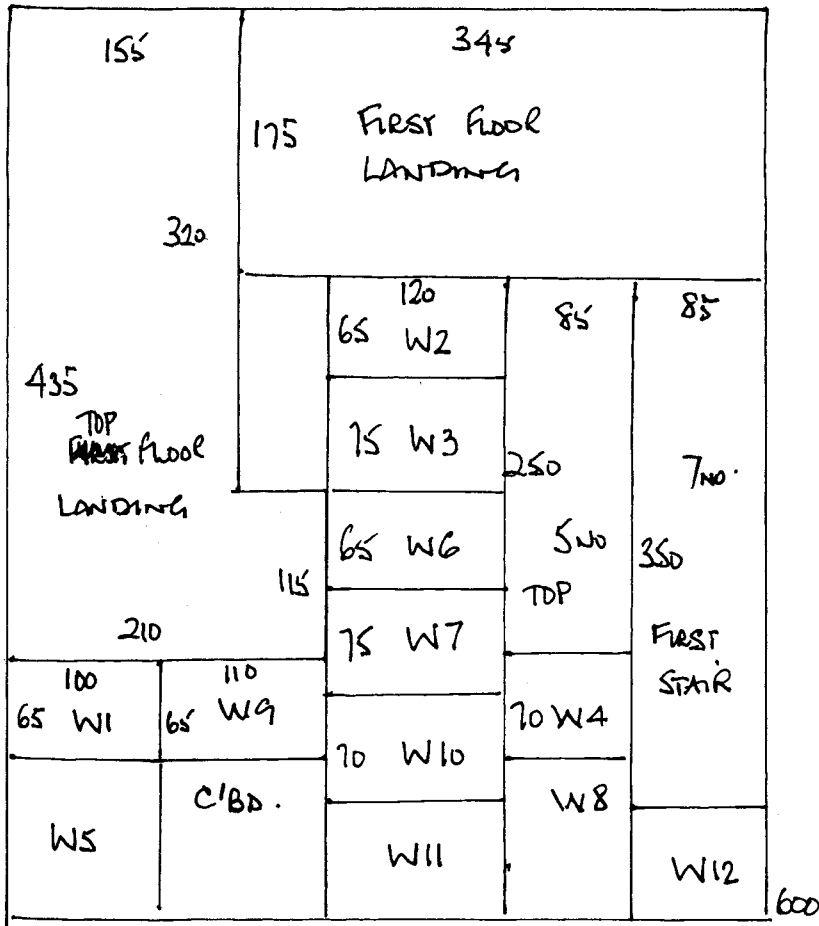 155
345
175
FIRST FLOOR
LANDING
320
120
65 W2
85
85
435
TOP
FLOOR
LANDING
75 W3
250
7NO.
65 W6
5NO
350
115
TOP
210
75 W7
FIRST
STAIR
100
110
65 W1
65 W9
70 W10
70 W4
C'BD.
W8
W5
W11
W12
600